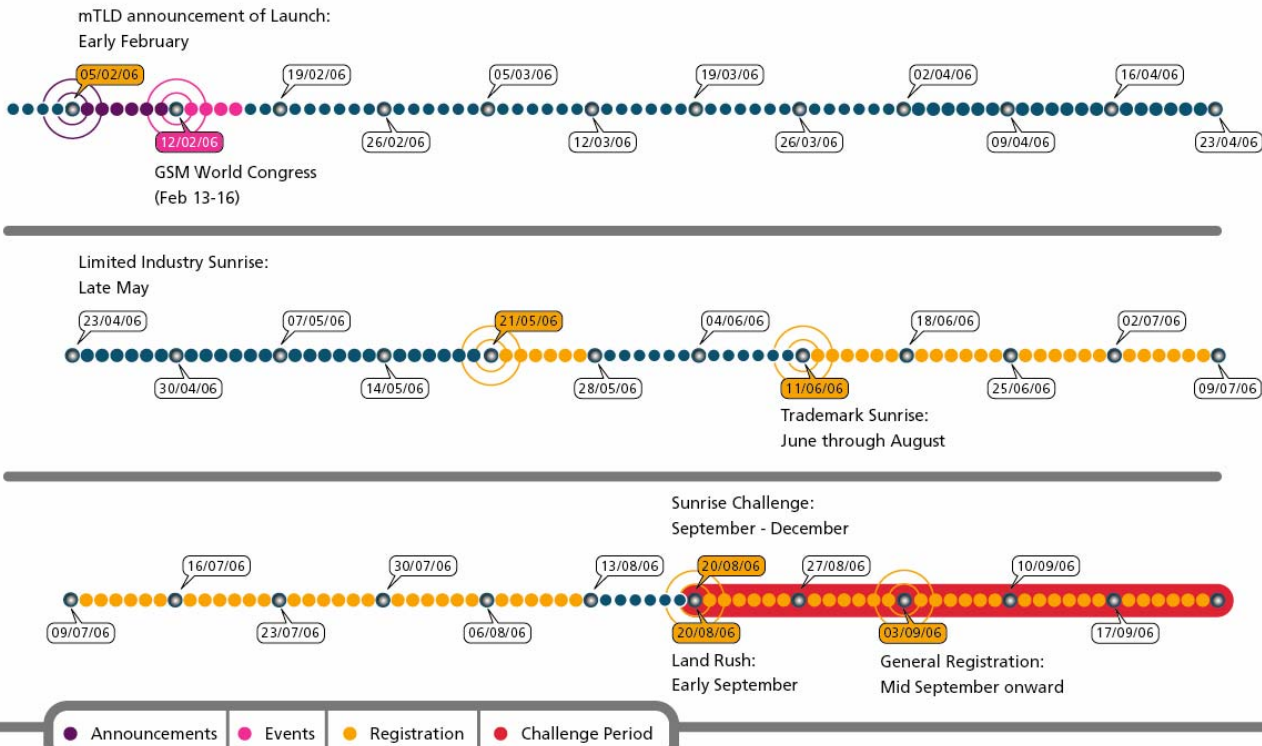 mTLD announcement of Launch:
Early February
05/02/06
19/02/06
05/03/06
19/03/06
02/04/06
16/04/06
12/02/06
26/02/06
12/03/06
26/03/06
09/04/06
23/04/06
GSM World Congress
(Feb 13-16)
Limited Industry Sunrise:
Late May
23/04/06
07/05/06
21/05/06
04/06/06
18/06/06
02/07/06
30/04/06
14/05/06
28/05/06
11/06/06
25/06/06
09/07/06
Trademark Sunrise:
June through August
Sunrise Challenge:
September - December
16/07/06
30/07/06
13/08/06
20/08/06
27/08/06
10/09/06
09/07/06
23/07/06
06/08/06
20/08/06
03/09/06
17/09/06
Land Rush:
Early September
General Registration:
Mid September onward
Announcements
Events
Registration
Challenge Period